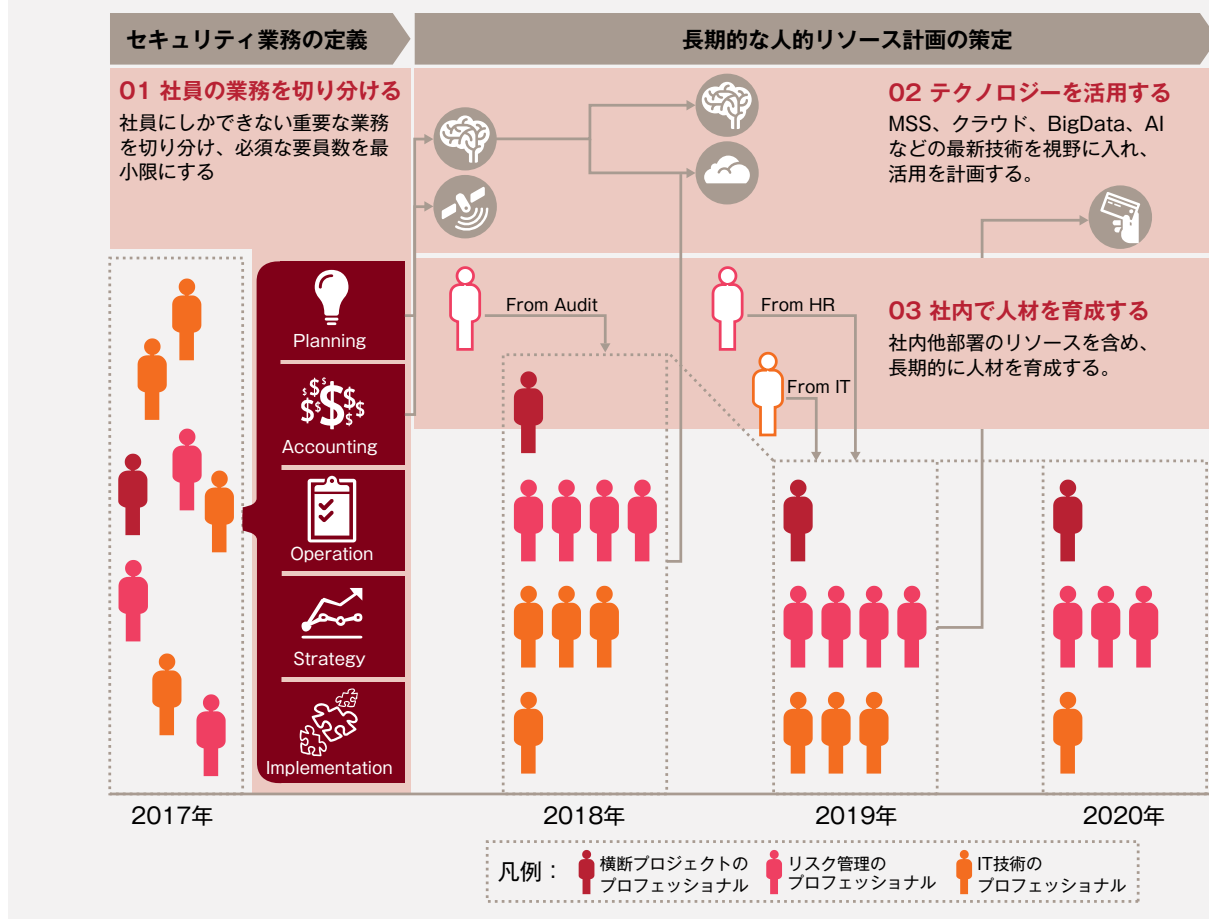 セキュリティ業務の定義
長期的な人的リソース計画の策定
01 社員の業務を切り分ける
社員にしかできない重要な業務
を切り分け、必須な要員数を最
小限にする
02 テクノロジーを活用する
MSS、クラウド、BigData、AI
などの最新技術を視野に入れ、
活用を計画する。
Planning
Accounting
Operation
Strategy
Implementation
From Audit
From HR
From IT
03 社内で人材を育成する
社内他部署のリソースを含め、
長期的に人材を育成する。
2017年
2018年
2019年
2020年
凡例：
横断プロジェクトの
プロフェッショナル
リスク管理の
プロフェッショナル
IT技術の
プロフェッショナル